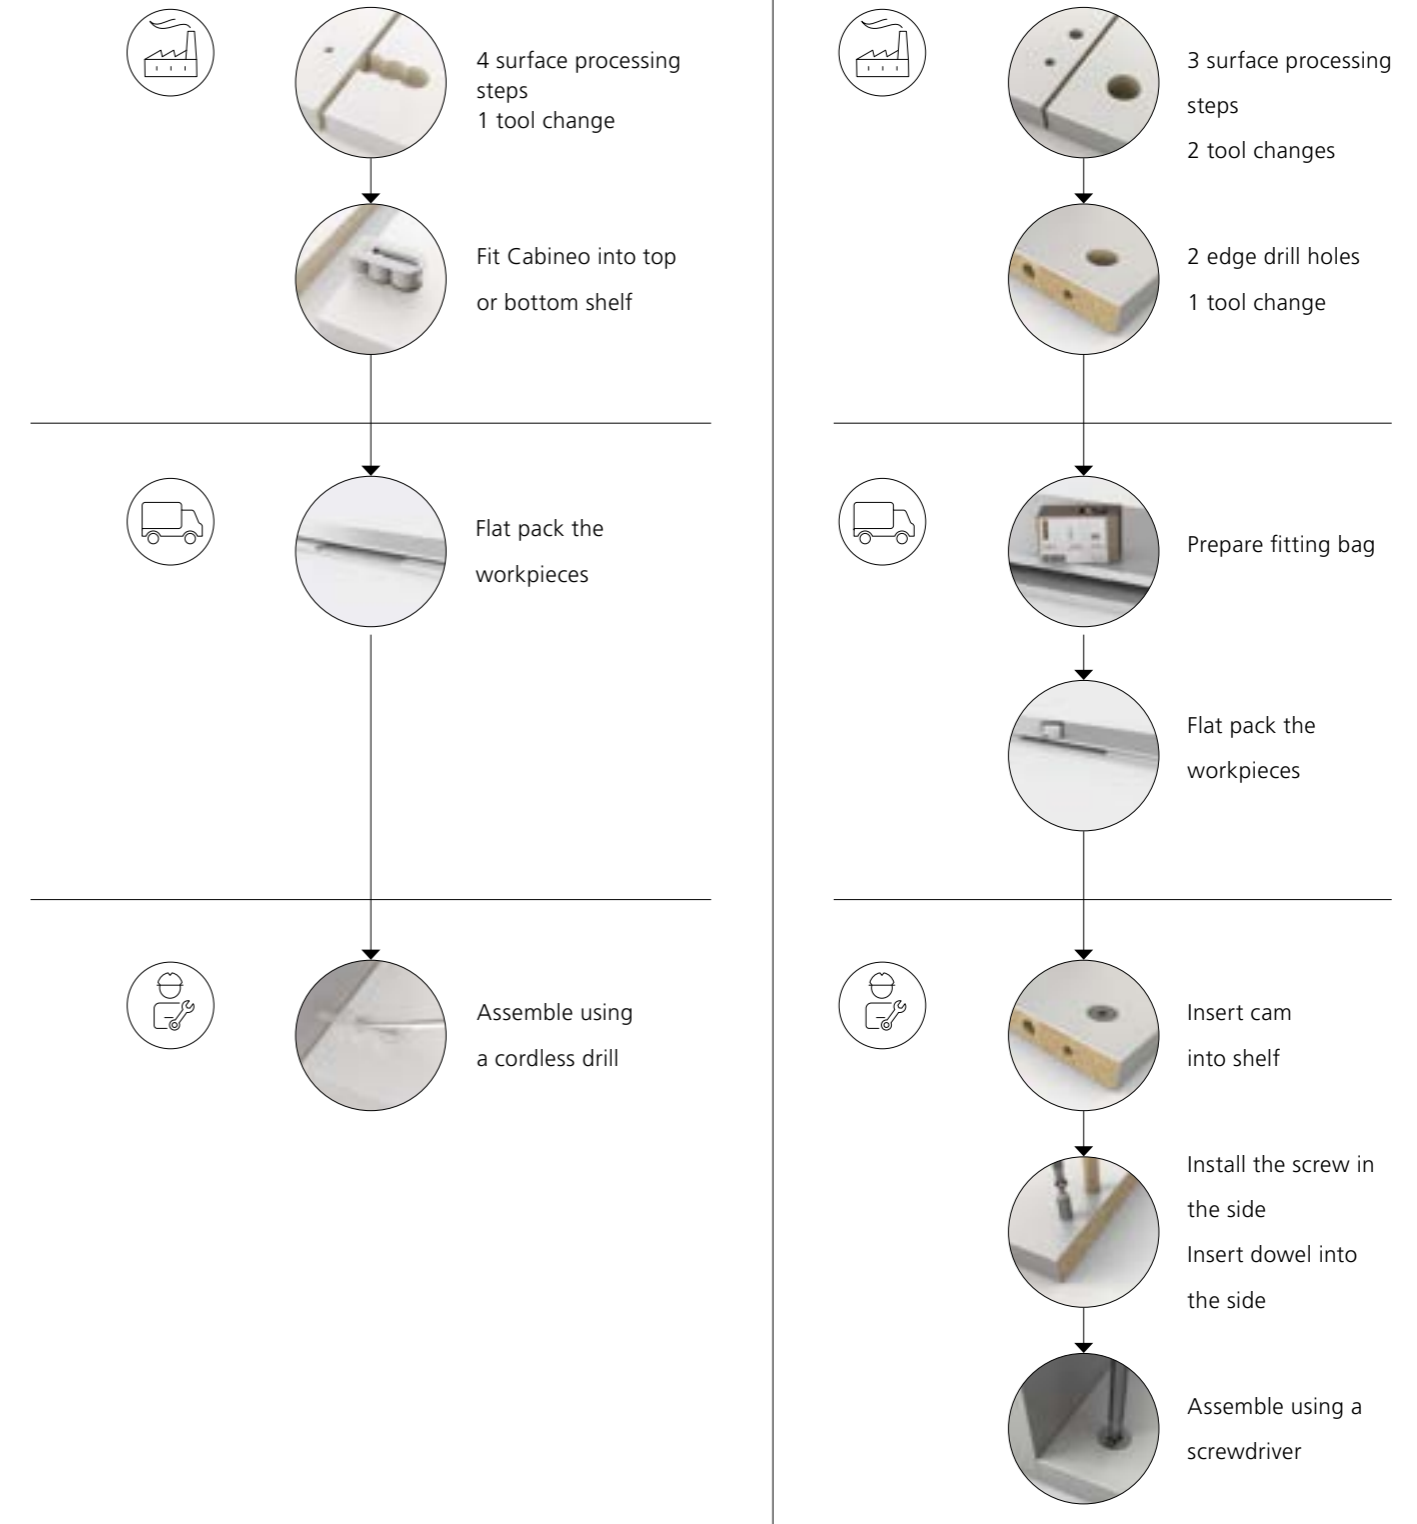 4 surface processing
steps
1 tool change
Fit Cabineo into top
or bottom shelf
Flat pack the
workpieces
Assemble using
a cordless drill
3 surface processing
steps
2 tool changes
2 edge drill holes
1 tool change
Prepare fitting bag
Flat pack the
workpieces
Insert cam
into shelf
Install the screw in
the side
Insert dowel into
the side
Assemble using a
screwdriver